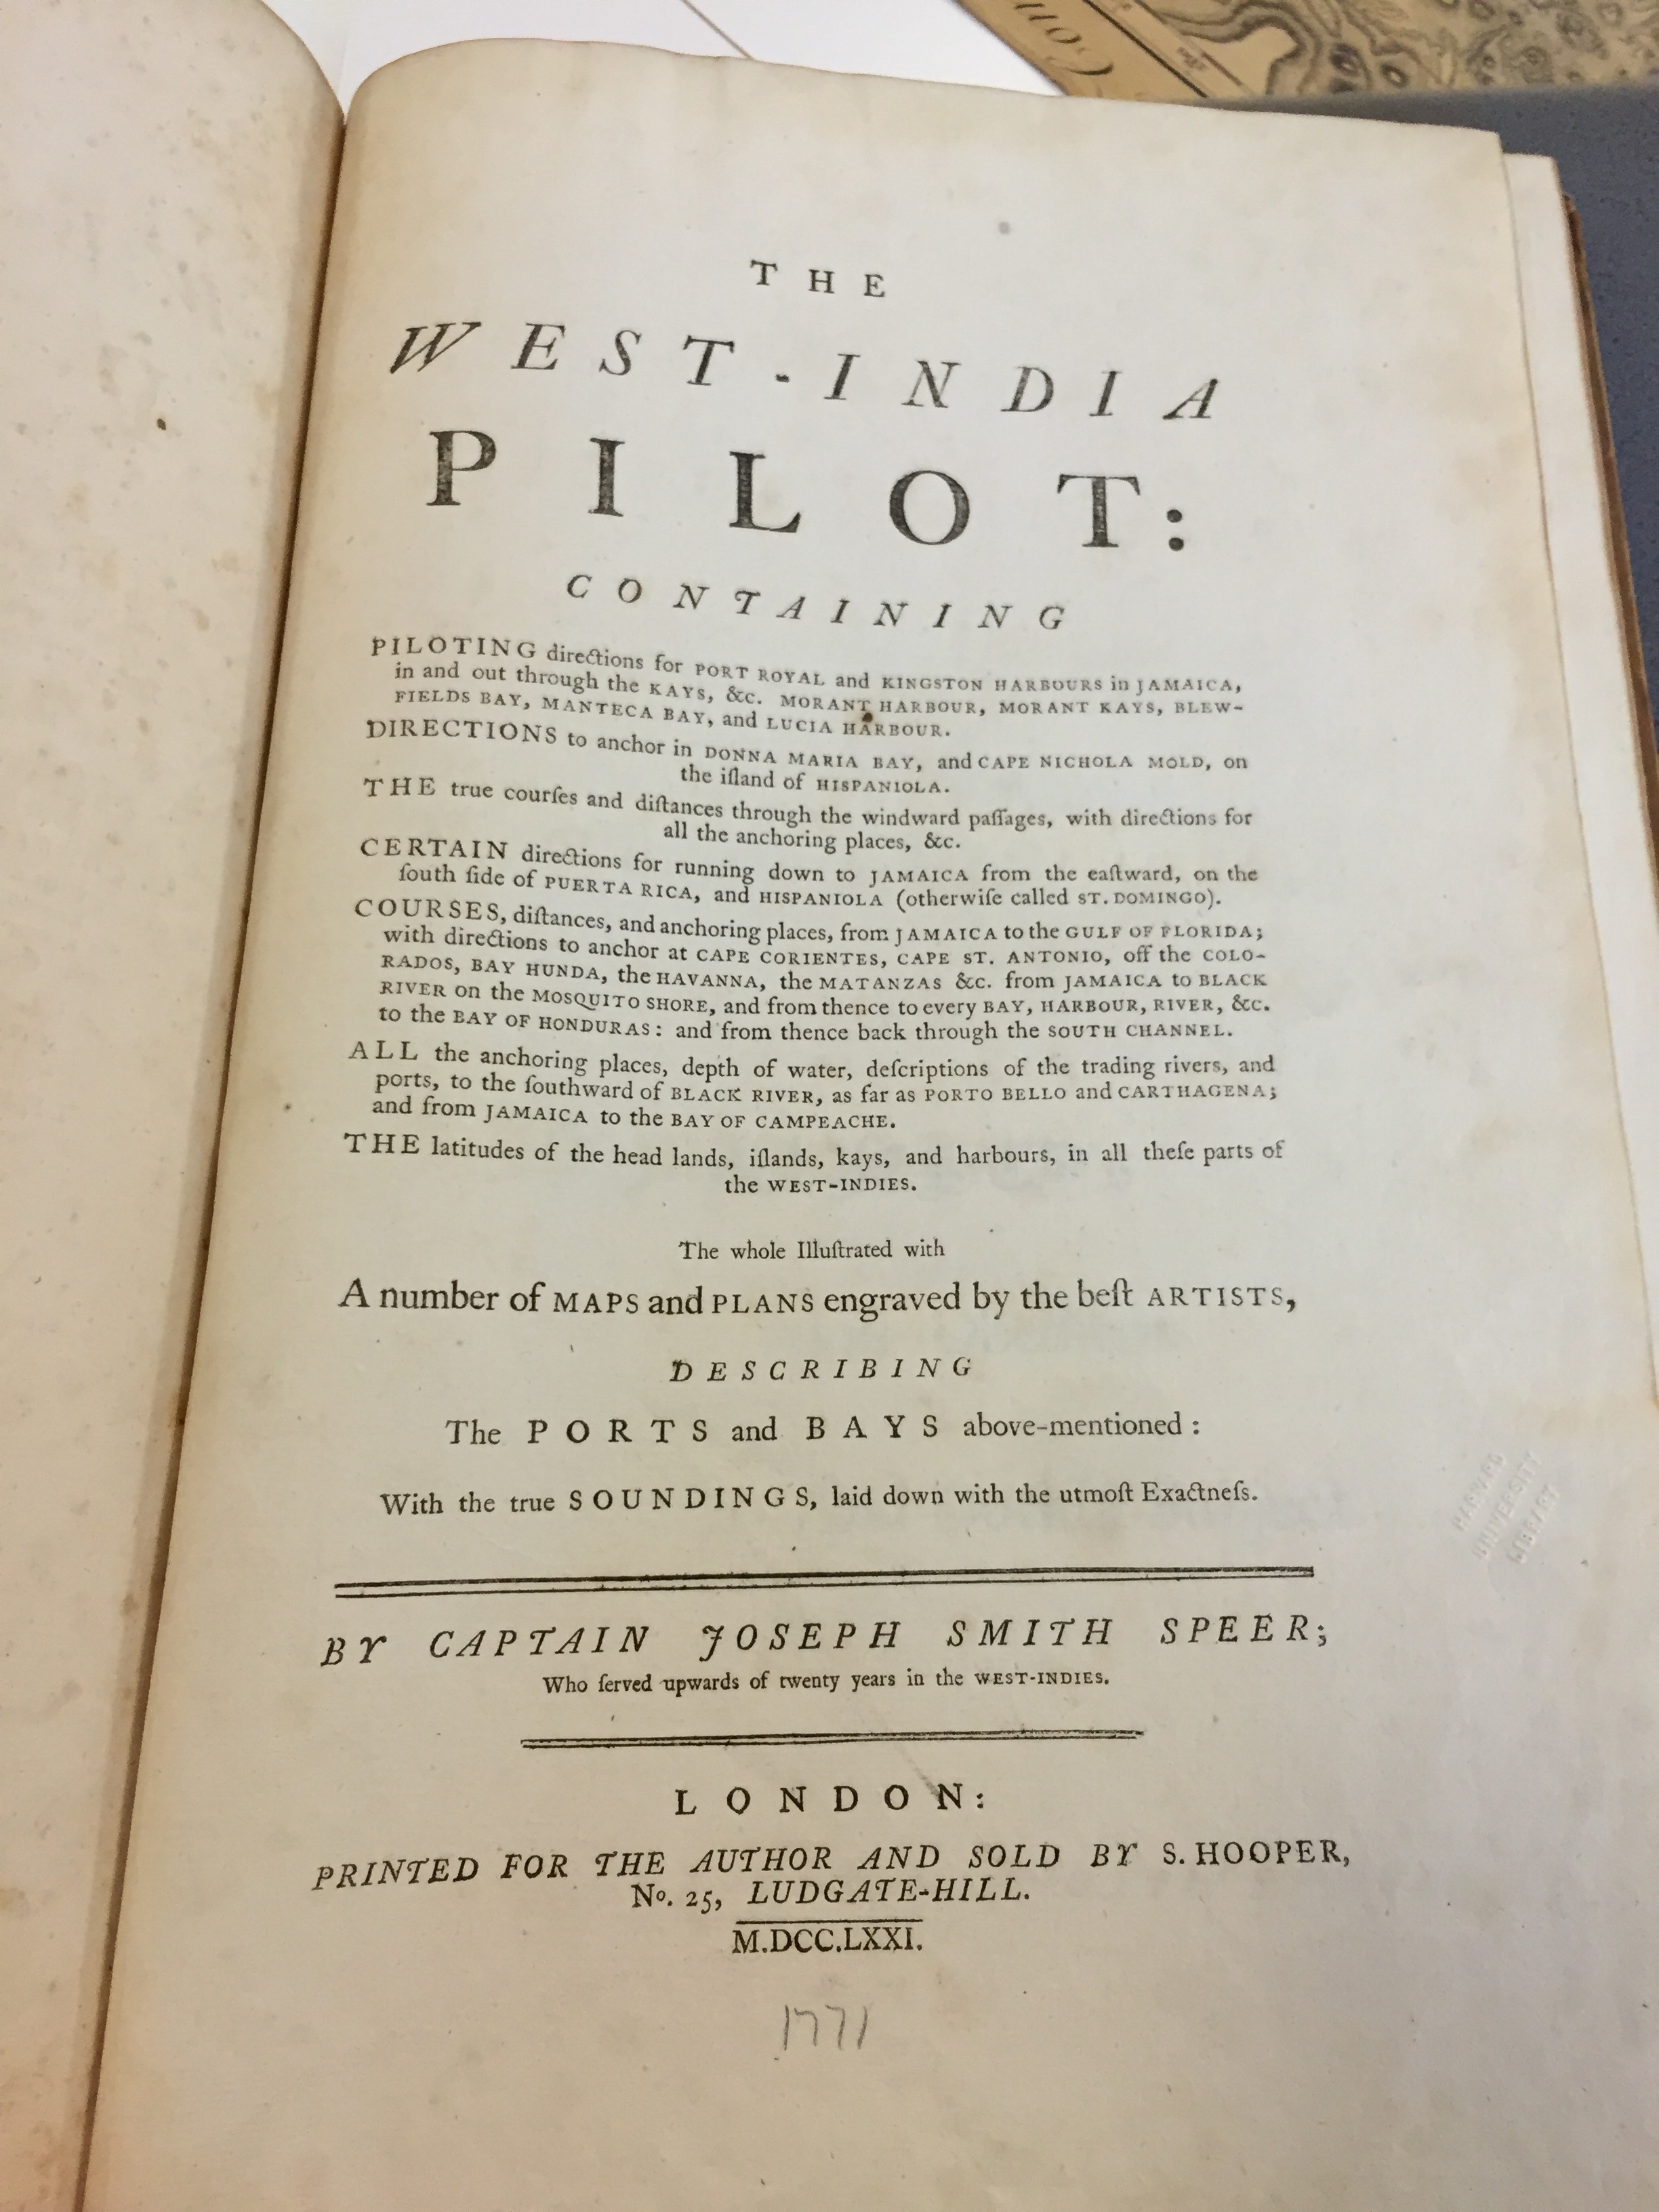 THE
WEST-INDIA
PILOT:
CONTAINING
PILOTING directions for PORT ROYAL and KINGSTON HARBOURS in JAMAICA,
in and out through the KAYS, &c. MORANT HARBOUR, MORANT KAYS, BLEW-
FIELDS BAY, MANTECA BAY, and LUCIA HARBOUR.
DIRECTIONS to anchor in DONNA MARIA BAY, and CAPE NICHOLA MOLD, on
the iſland of HISPANIOLA.
THE true courſes and diſtances through the windward paſſages, with directions for
all the anchoring places, &c.
CERTAIN directions for running down to JAMAICA from the eaſtward, on the
ſouth ſide of PUERTA RICA, and HISPANIOLA (otherwiſe called ST. DOMINGO).
COURSES, diſtances, and anchoring places, from JAMAICA to the GULF OF FLORIDA;
with directions to anchor at CAPE CORIENTES, CAPE ST. ANTONIO, off the COLO-
RADOS, BAY HUNDA, the HAVANNA, the MATANZAS &c. from JAMAICA to BLACK
RIVER on the MOSQUITO SHORE, and from thence to every BAY, HARBOUR, RIVER, &c.
to the BAY OF HONDURAS: and from thence back through the SOUTH CHANNEL.
ALL the anchoring places, depth of water, deſcriptions of the trading rivers, and
ports, to the ſouthward of BLACK RIVER, as far as PORTO BELLO and CARTHAGENA;
and from JAMAICA to the BAY OF CAMPEACHE.
THE latitudes of the head lands, iſlands, kays, and harbours, in all theſe parts of
the WEST-INDIES.
The whole Illuſtrated with
A number of MAPS and PLANS engraved by the beſt ARTISTS,
DESCRIBING
The PORTS and BAYS above-mentioned:
With the true SOUNDINGS, laid down with the utmoſt Exactneſs.
HARVARD
UNIVERSITY
LIBRARY
BY CAPTAIN JOSEPH SMITH SPEER;
Who ſerved upwards of twenty years in the WEST-INDIES.
LONDON:
PRINTED FOR THE AUTHOR AND SOLD BY S. HOOPER,
No. 25, LUDGATE-HILL.
M.DCC.LXXI.
1771